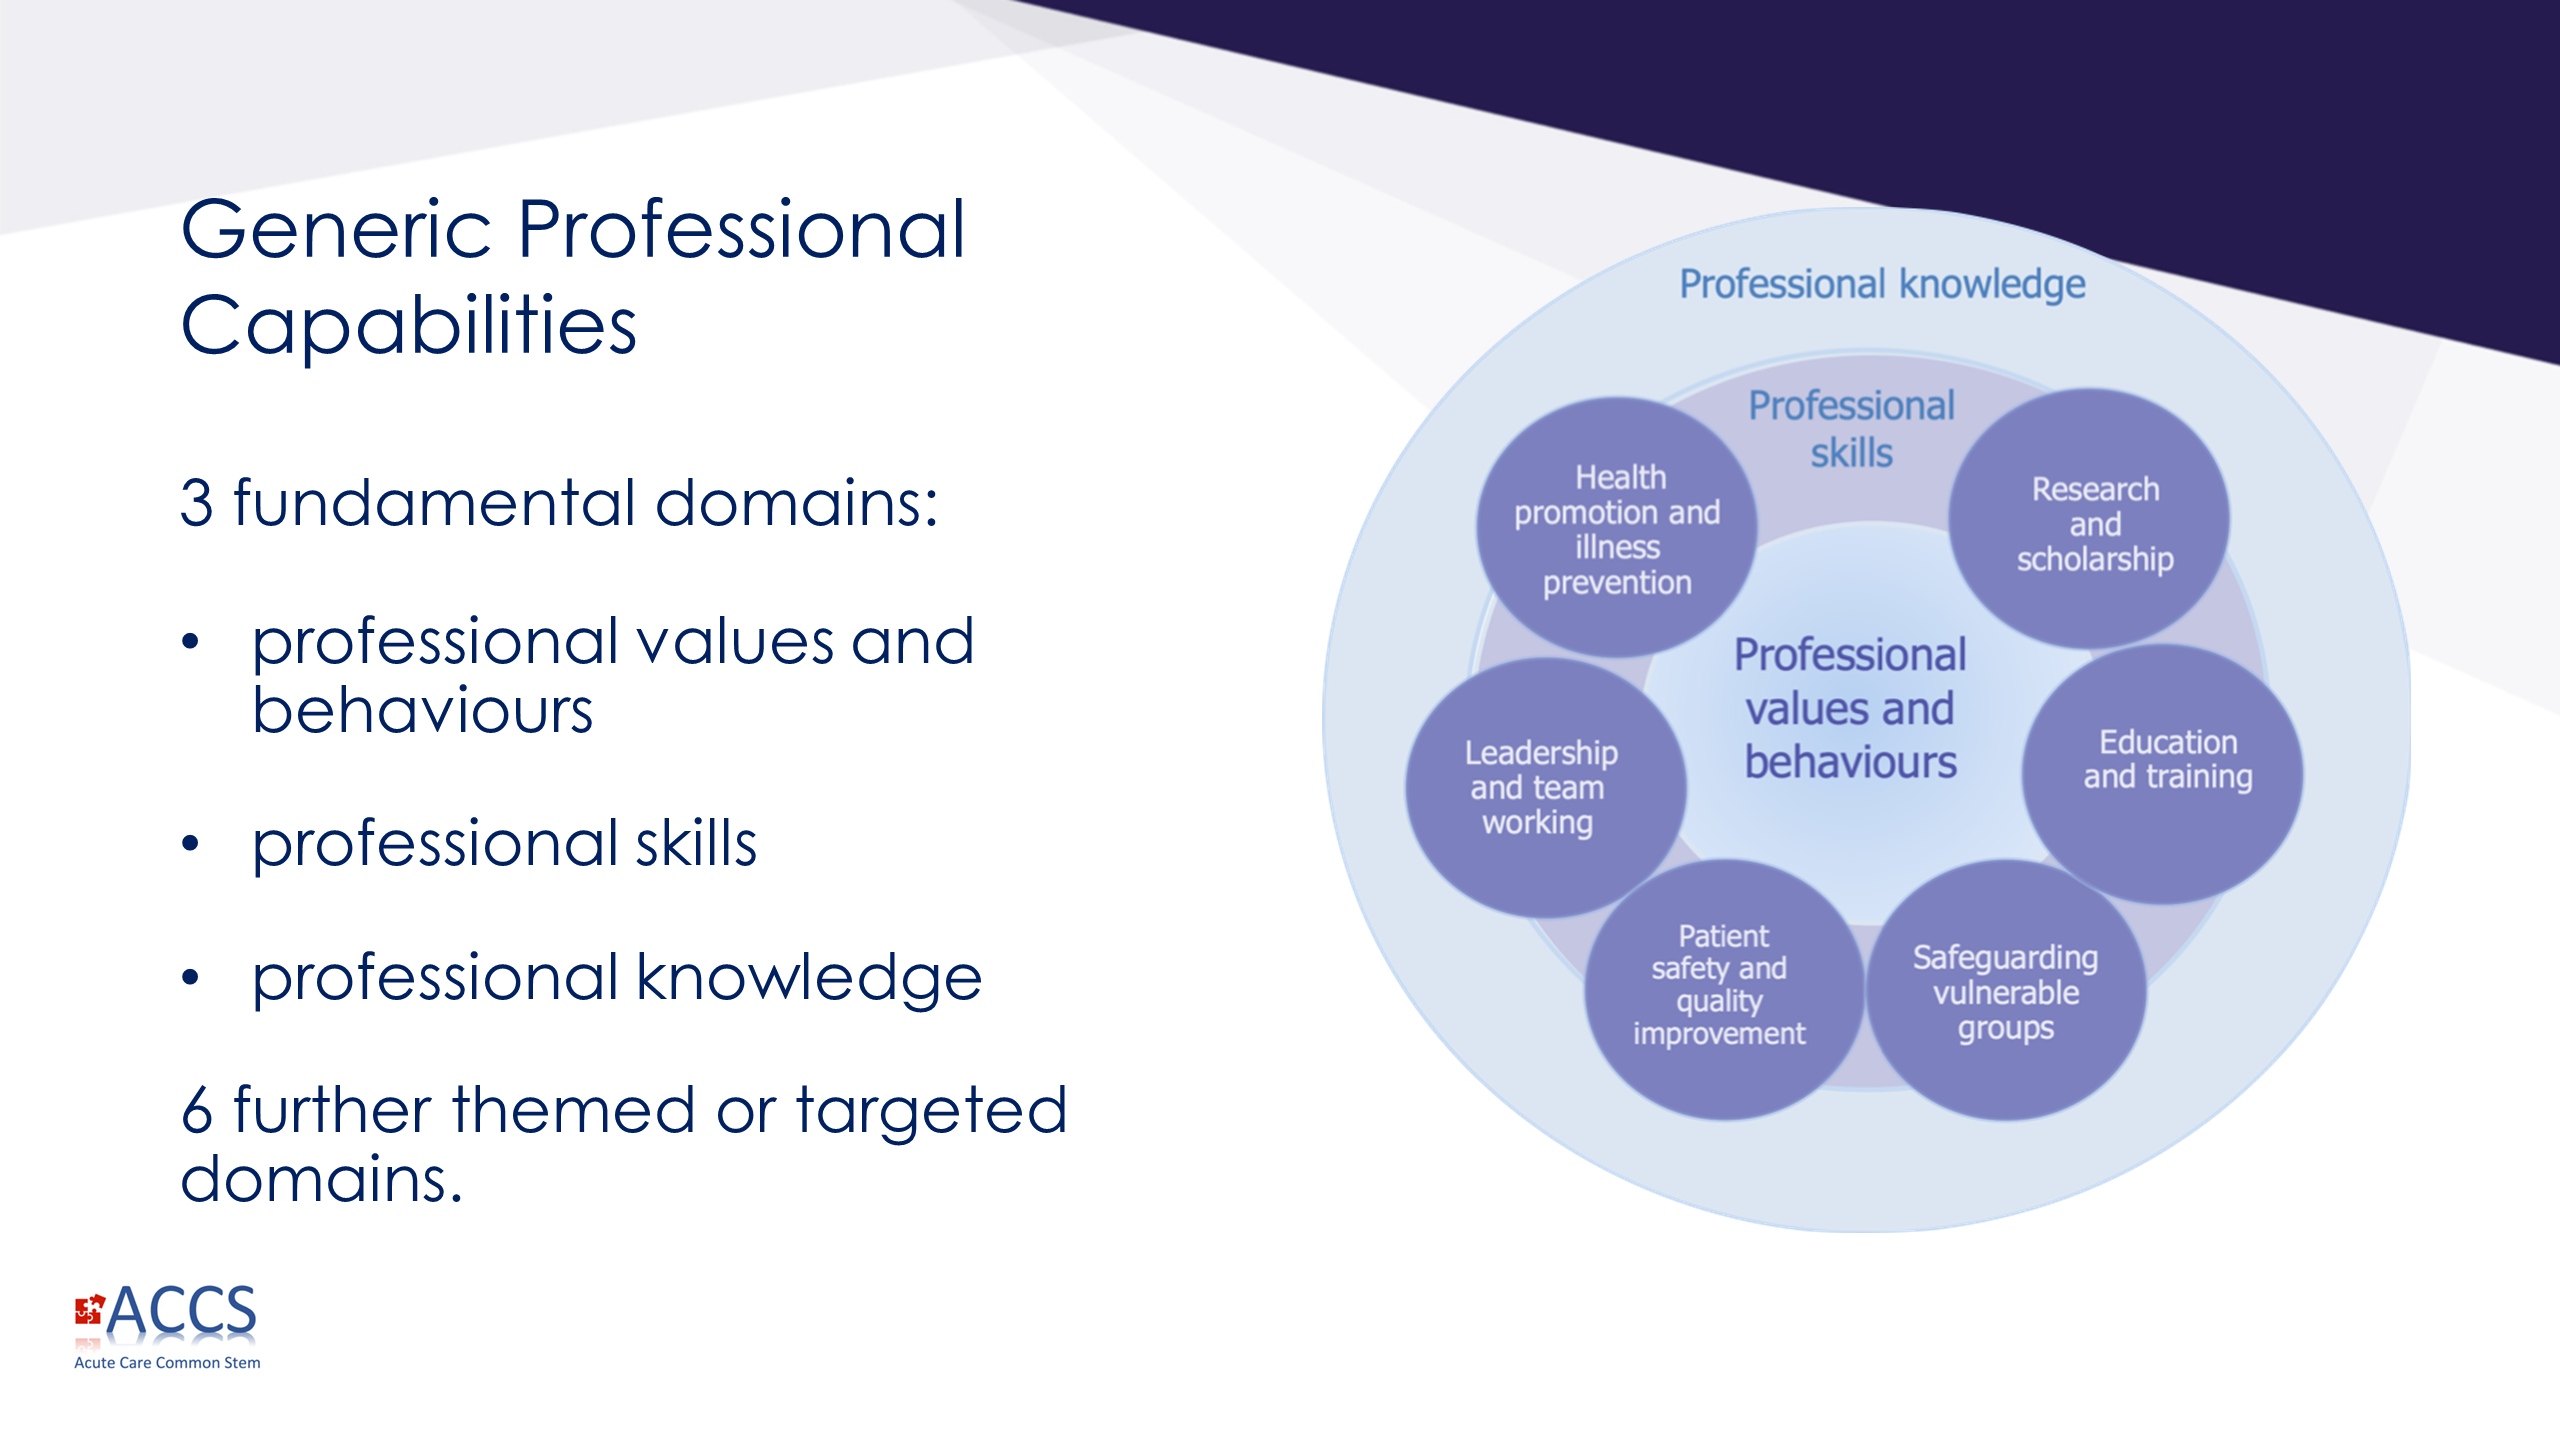 Generic Professional
Capabilities
3 fundamental domains:
• professional values and
behaviours
• professional skills
• professional knowledge
6 further themed or targeted
domains.
Professional knowledge
Professional
skills
Health
promotion and
illness
prevention
Research
and
scholarship
Professional
values and
behaviours
Leadership
and team
working
Education
and training
Patient
safety and
quality
improvement
Safeguarding
vulnerable
groups
ACCS
Acute Care Common Stem